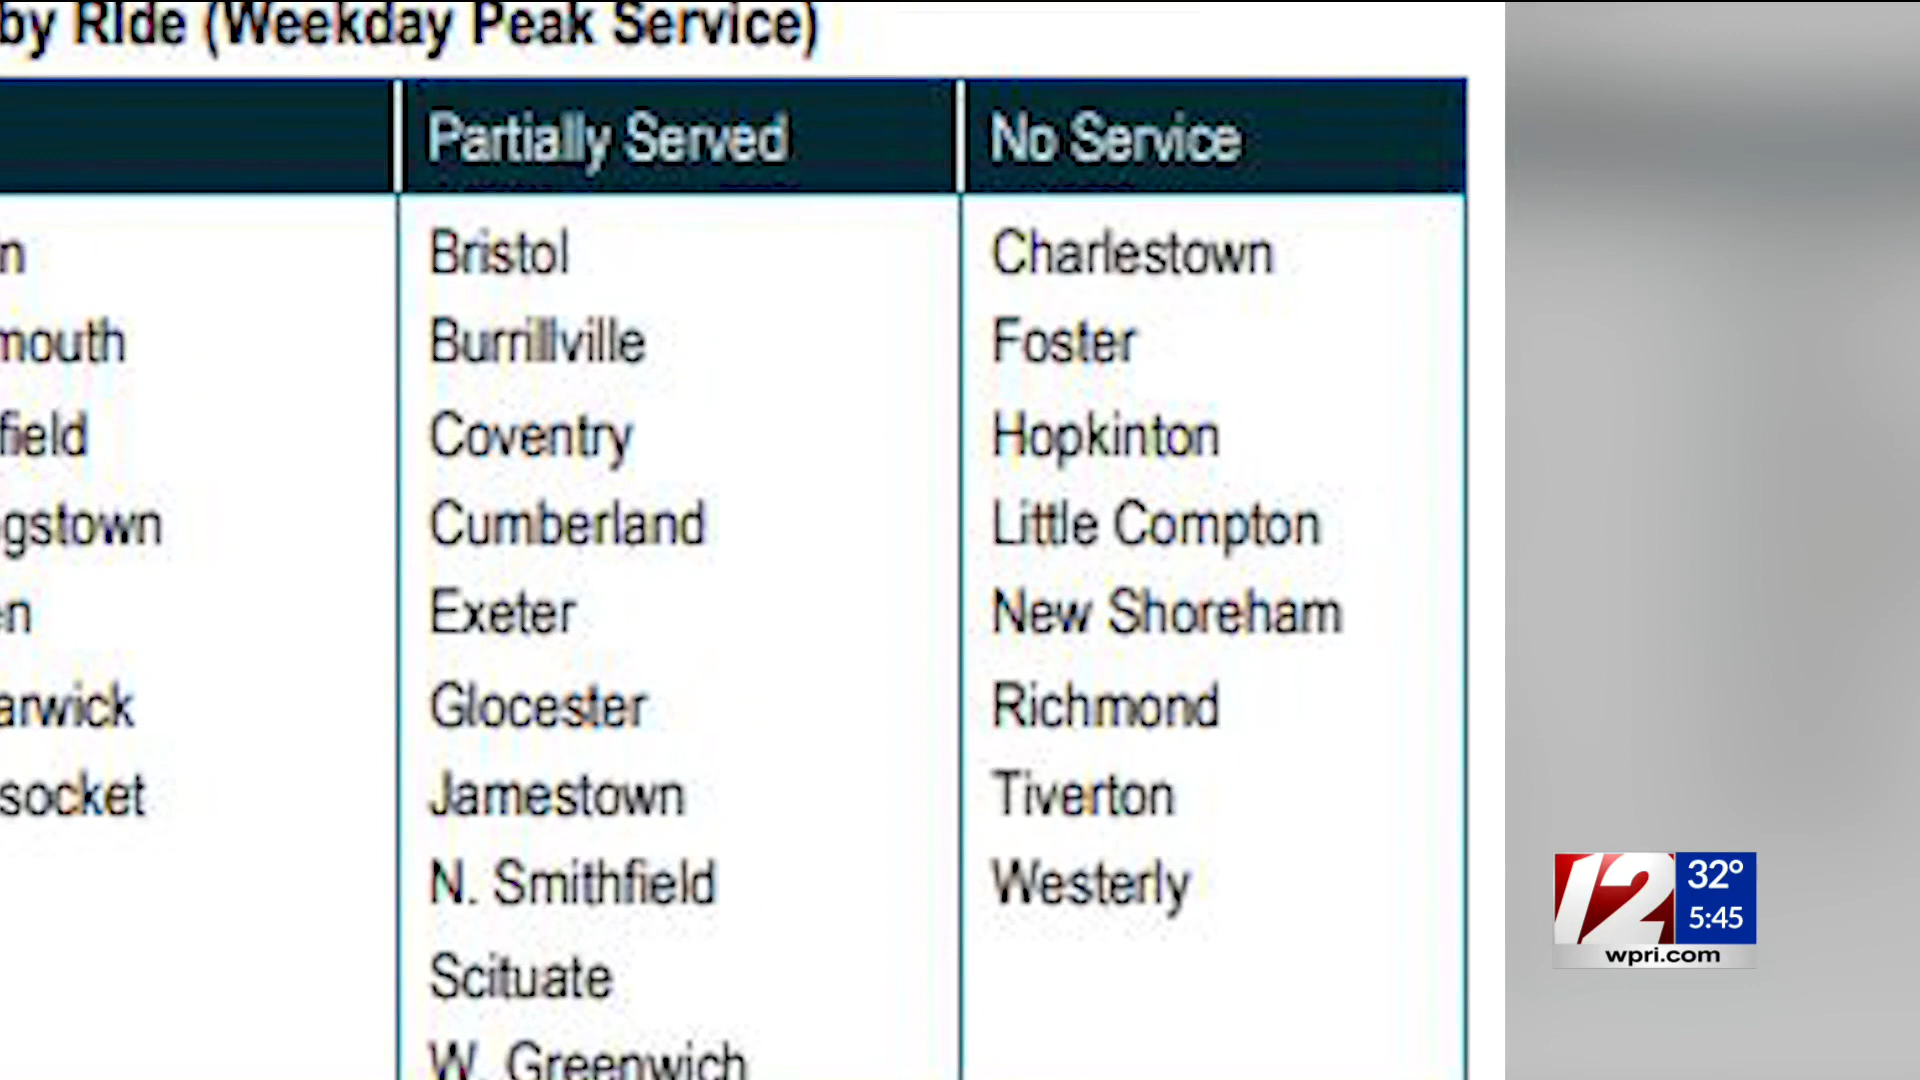 by RIde (Weekday Peak Service)
Partially Served
No Service
n
mouth
field
gstown
en
arwick
socket
Bristol
Burrillville
Coventry
Cumberland
Exeter
Glocester
Jamestown
N. Smithfield
Scituate
W. Greenwich
Charlestown
Foster
Hopkinton
Little Compton
New Shoreham
Richmond
Tiverton
Westerly
12
32°
5:45
wpri.com